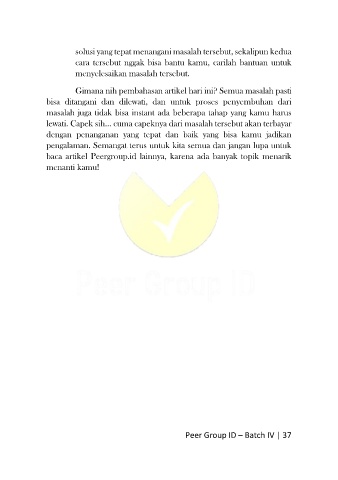 solusi yang tepat menangani masalah tersebut, sekalipun kedua
cara tersebut nggak bisa bantu kamu, carilah bantuan untuk
menyelesaikan masalah tersebut.
Gimana nih pembahasan artikel hari ini? Semua masalah pasti
bisa ditangani dan dilewati, dan untuk proses penyembuhan dari
masalah juga tidak bisa instant ada beberapa tahap yang kamu harus
lewati. Capek sih... cuma capeknya dari masalah tersebut akan terbayar
dengan penanganan yang tepat dan baik yang bisa kamu jadikan
pengalaman. Semangat terus untuk kita semua dan jangan lupa untuk
baca artikel Peergroup.id lainnya, karena ada banyak topik menarik
menanti kamu!
Peer Group ID
Peer Group ID – Batch IV | 37